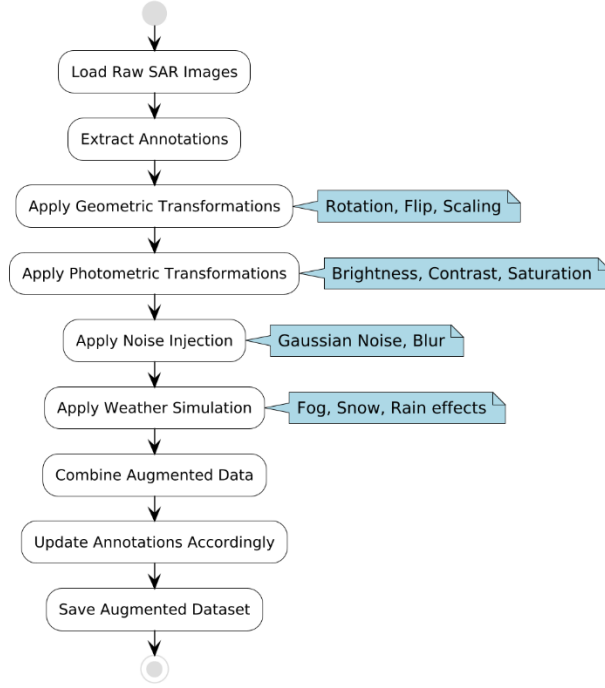 Load Raw SAR Images
Extract Annotations
Apply Geometric Transformations
Rotation, Flip, Scaling
Apply Photometric Transformations
Brightness, Contrast, Saturation
Apply Noise Injection
Gaussian Noise, Blur
Apply Weather Simulation
Fog, Snow, Rain effects
Combine Augmented Data
Update Annotations Accordingly
Save Augmented Dataset